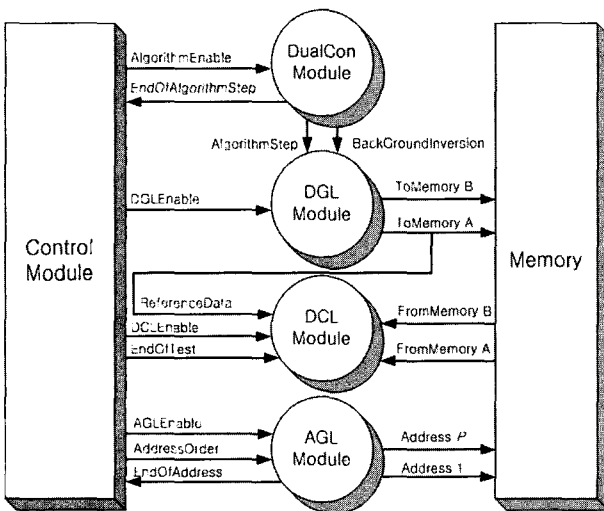 DualCon
Module
AlgorithmEnable
EndOfAlgorithmStep
AlgorithmStep
BackGroundInversion
DGL
Module
DGLEnable
ToMemory B
ToMemory A
Control
Module
Memory
ReferenceData
DCL
Module
DCLEnable
EndOfTest
FromMemory B
FromMemory A
AGL
Module
AGLEnable
AddressOrder
EndOfAddress
Address P
Address 1